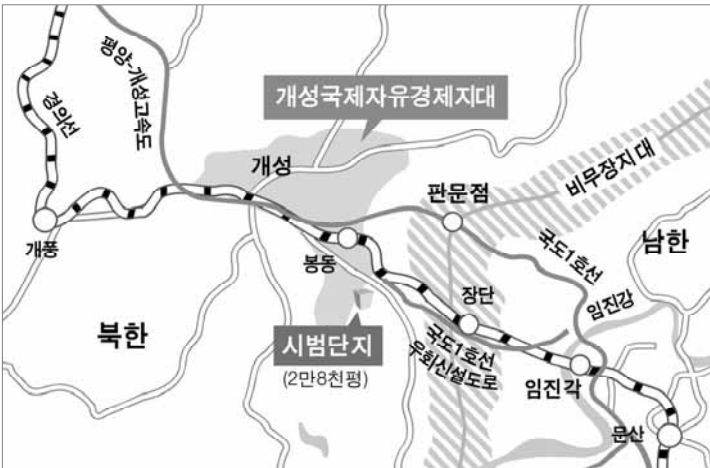 평양-개성고속도
경의선
개성국제자유경제지대
개성
비무장지대
판문점
개풍
봉동
국도1호선
남한
장단
임진강
북한
시범단지
(2만8천평)
국도1호선
우회신설도로
임진각
문산